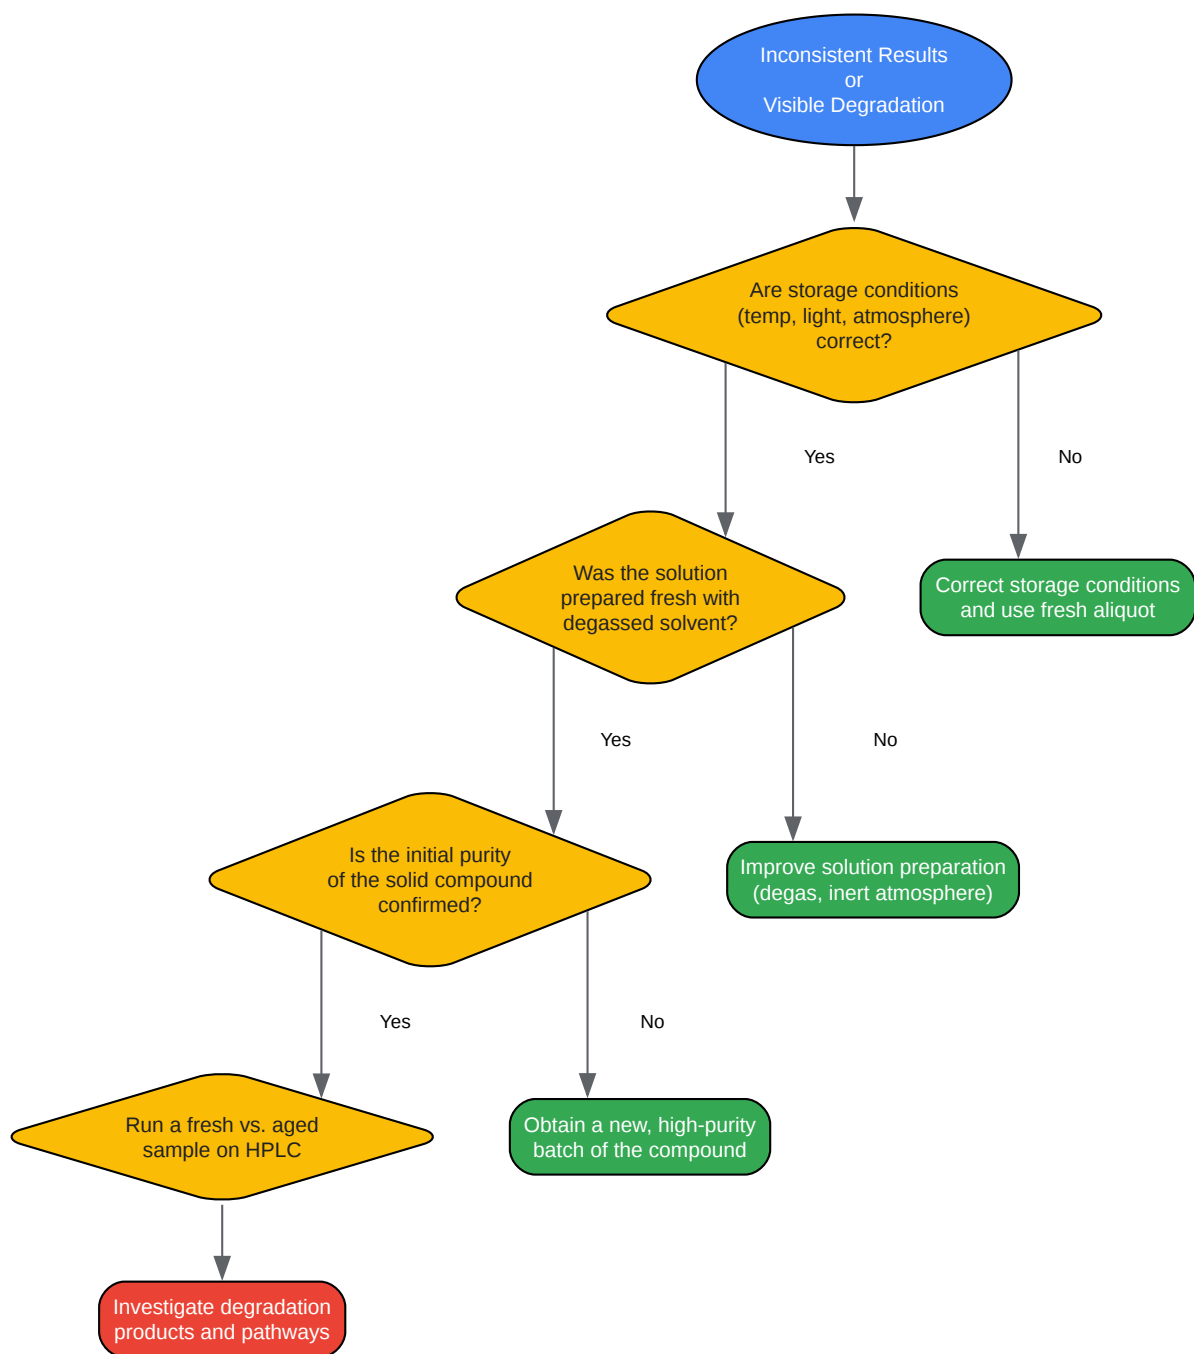 Inconsistent Results
or
Visible Degradation
Are storage conditions
(temp, light, atmosphere)
correct?
Yes
No
Was the solution
prepared fresh with
degassed solvent?
Correct storage conditions
and use fresh aliquot
Yes
No
Is the initial purity
of the solid compound
confirmed?
Improve solution preparation
(degas, inert atmosphere)
Yes
No
Run a fresh vs. aged
sample on HPLC
Obtain a new, high-purity
batch of the compound
Investigate degradation
products and pathways